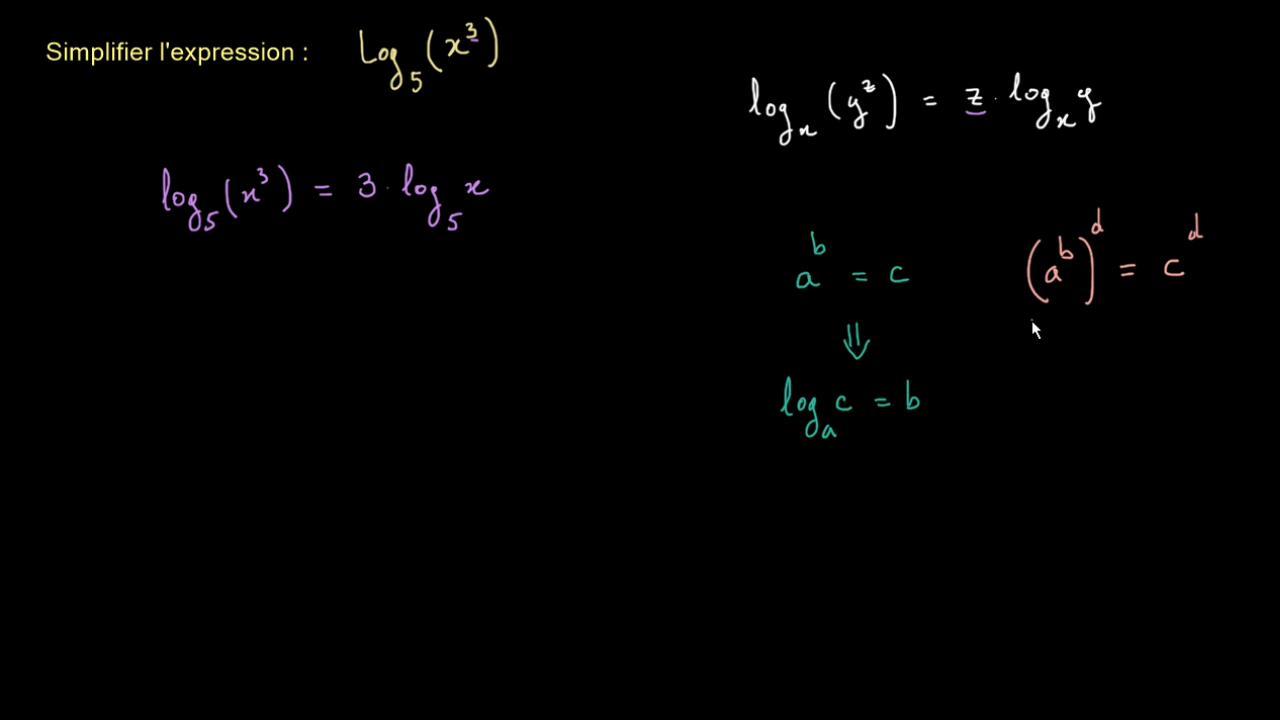 Simplifier l'expression : Log₅(x³)
logₓ(y^z) = z · logₓ y
log₅(x³) = 3 · log₅ x
a^b = c
(a^b)^d = c^d
⇓
logₐ c = b